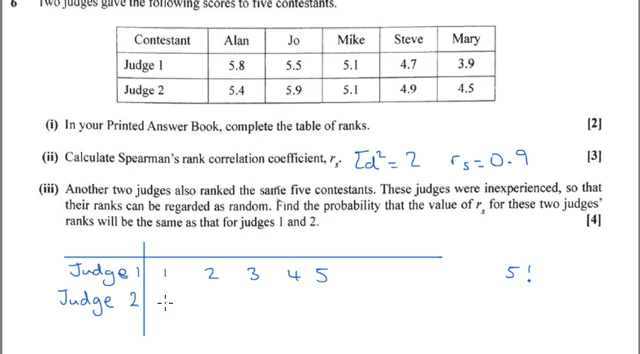 6 Two judges gave the following scores to five contestants.
Contestant Alan Jo Mike Steve Mary
Judge 1 5.8 5.5 5.1 4.7 3.9
Judge 2 5.4 5.9 5.1 4.9 4.5
(i) In your Printed Answer Book, complete the table of ranks. [2]
(ii) Calculate Spearman's rank correlation coefficient, rₛ. Σd² = 2 rₛ = 0.9 [3]
(iii) Another two judges also ranked the same five contestants. These judges were inexperienced, so that
their ranks can be regarded as random. Find the probability that the value of rₛ for these two judges'
ranks will be the same as that for judges 1 and 2. [4]
Judge 1 1 2 3 4 5 5!
Judge 2